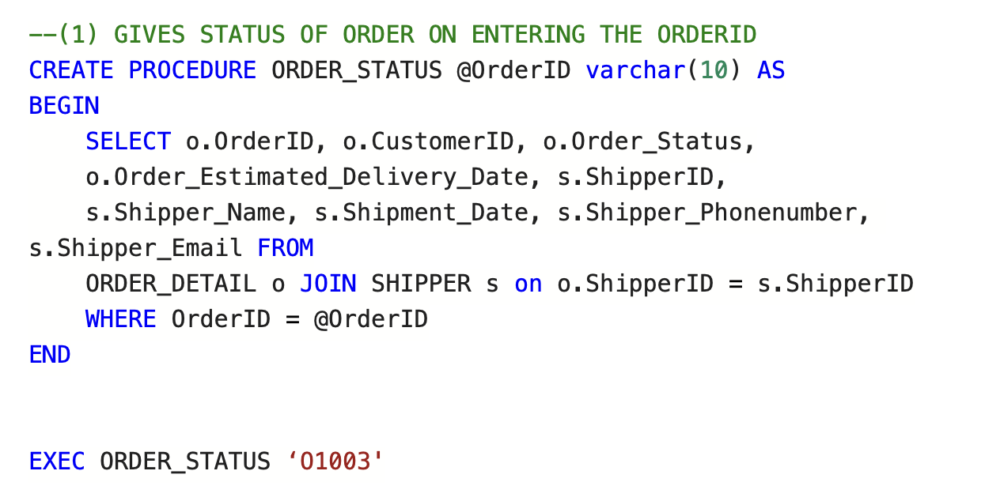 --(1) GIVES STATUS OF ORDER ON ENTERING THE ORDERID
CREATE PROCEDURE ORDER_STATUS @OrderID varchar(10) AS
BEGIN
    SELECT o.OrderID, o.CustomerID, o.Order_Status,
    o.Order_Estimated_Delivery_Date, s.ShipperID,
    s.Shipper_Name, s.Shipment_Date, s.Shipper_Phonenumber,
s.Shipper_Email FROM
    ORDER_DETAIL o JOIN SHIPPER s on o.ShipperID = s.ShipperID
    WHERE OrderID = @OrderID
END
EXEC ORDER_STATUS ‘O1003'